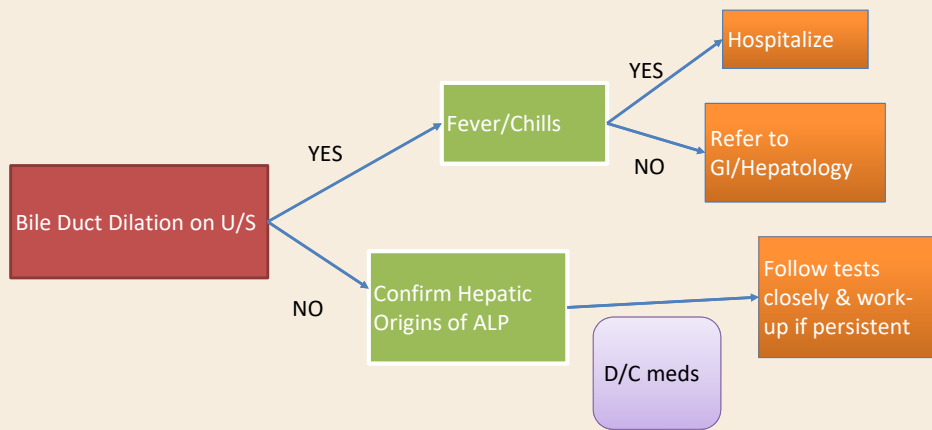 Hospitalize
YES
Fever/Chills
Refer to
GI/Hepatology
NO
YES
Bile Duct Dilation on U/S
NO
Confirm Hepatic
Origins of ALP
Follow tests
closely & work-
up if persistent
D/C meds